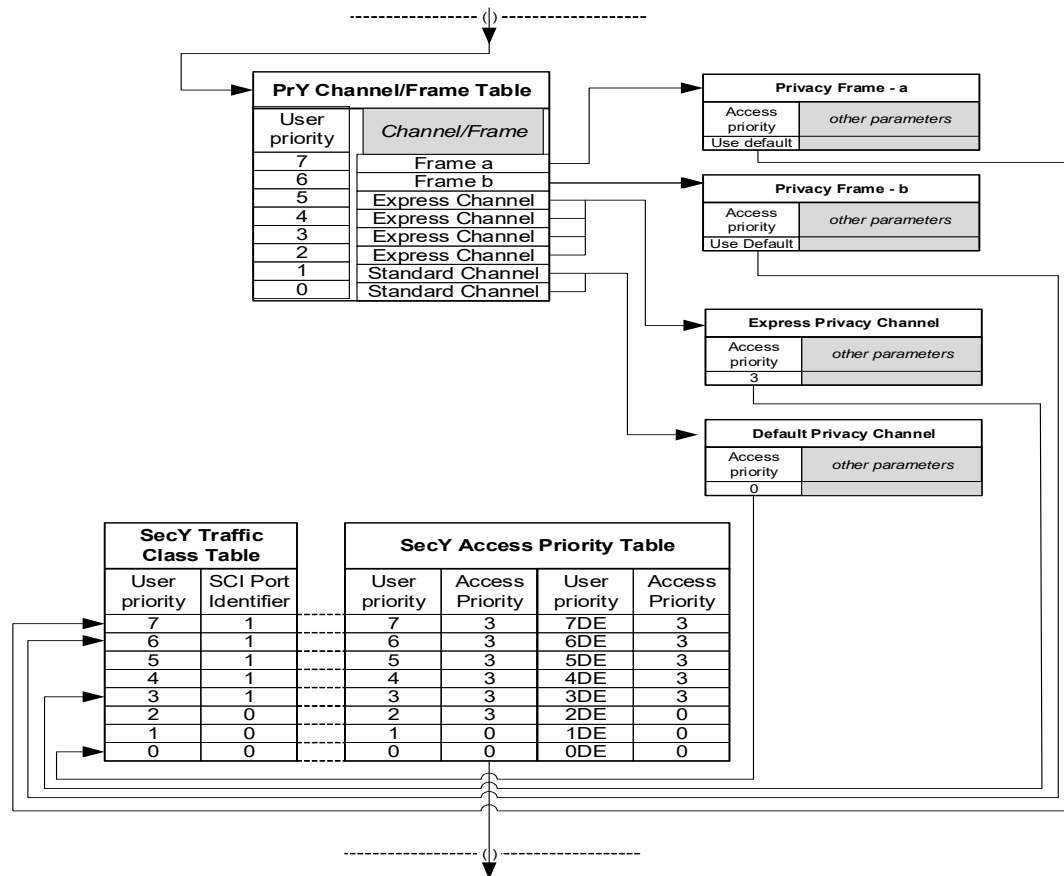 PrY Channel/Frame Table
User priority Channel/Frame
7 Frame a
6 Frame b
5 Express Channel
4 Express Channel
3 Express Channel
2 Express Channel
1 Standard Channel
0 Standard Channel
Privacy Frame - a
Access priority other parameters
Use default
Privacy Frame - b
Access priority other parameters
Use Default
Express Privacy Channel
Access priority other parameters
3
Default Privacy Channel
Access priority other parameters
0
SecY Traffic
Class Table
User priority SCI Port Identifier
7 1
6 1
5 1
4 1
3 1
2 0
1 0
0 0
SecY Access Priority Table
User priority Access Priority User priority Access Priority
7 3 7DE 3
6 3 6DE 3
5 3 5DE 3
4 3 4DE 3
3 3 3DE 3
2 3 2DE 0
1 0 1DE 0
0 0 0DE 0